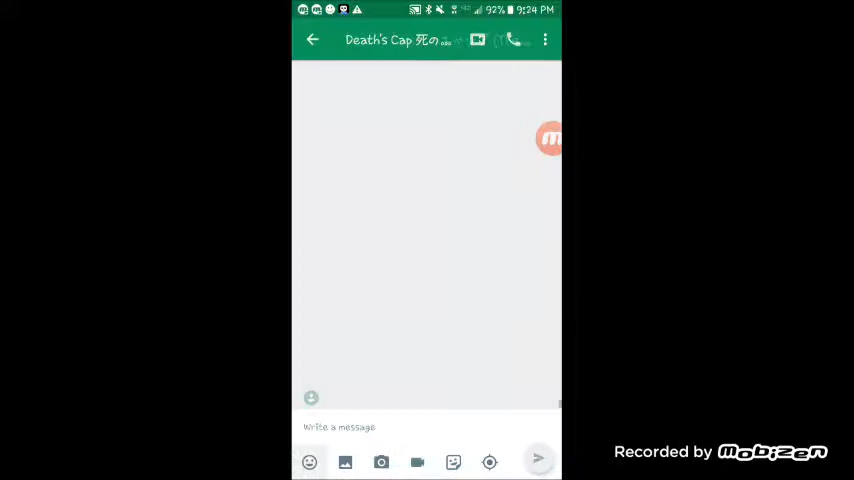 92% 9:24 PM
Death's Cap 死の...
Write a message
Recorded by mobizen